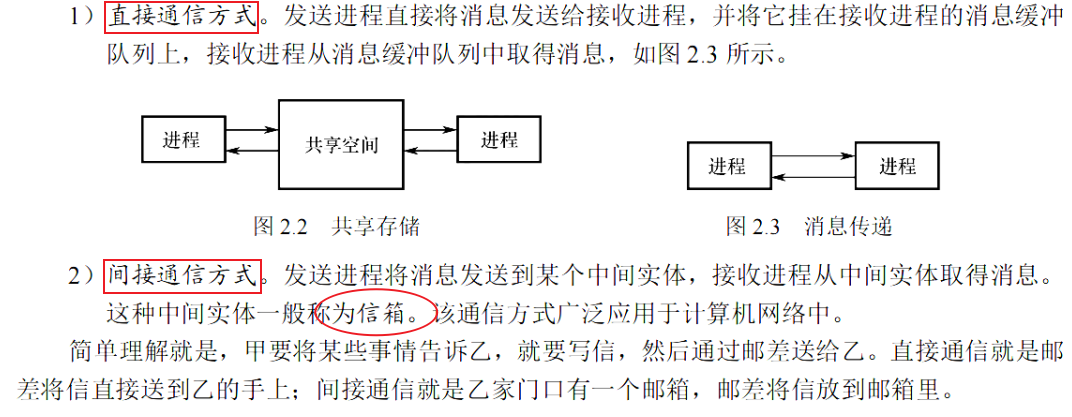 1）直接通信方式。发送进程直接将消息发送给接收进程，并将它挂在接收进程的消息缓冲
队列上，接收进程从消息缓冲队列中取得消息，如图 2.3 所示。
进程
共享空间
进程
进程
进程
图 2.2 共享存储
图 2.3 消息传递
2）间接通信方式。发送进程将消息发送到某个中间实体，接收进程从中间实体取得消息。
这种中间实体一般称为信箱。该通信方式广泛应用于计算机网络中。
简单理解就是，甲要将某些事情告诉乙，就要写信，然后通过邮差送给乙。直接通信就是邮
差将信直接送到乙的手上；间接通信就是乙家门口有一个邮箱，邮差将信放到邮箱里。